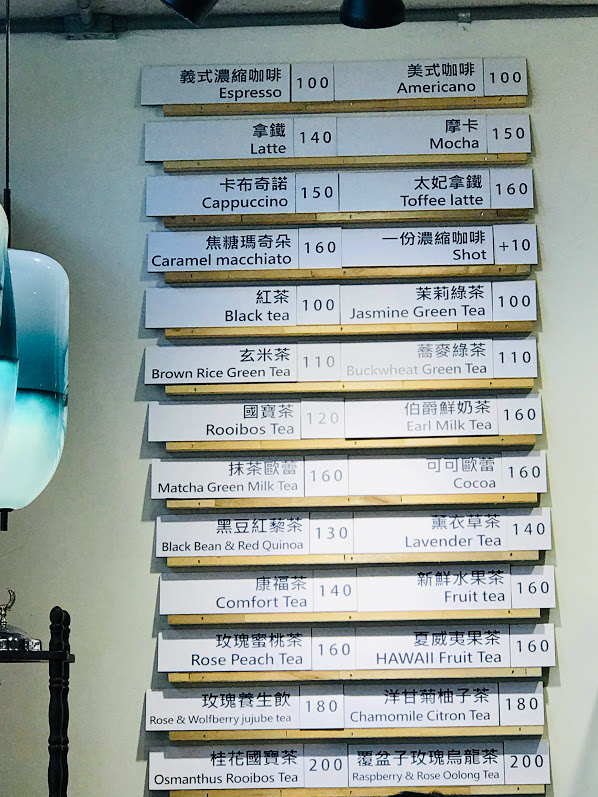 義式濃縮咖啡
Espresso
100
美式咖啡
Americano
100
拿鐵
Latte
140
摩卡
Mocha
150
卡布奇諾
Cappuccino
150
太妃拿鐵
Toffee latte
160
焦糖瑪奇朵
Caramel macchiato
160
一份濃縮咖啡
Shot
+10
紅茶
Black tea
100
茉莉綠茶
Jasmine Green Tea
100
玄米茶
Brown Rice Green Tea
110
蕎麥綠茶
Buckwheat Green Tea
110
國寶茶
Rooibos Tea
120
伯爵鮮奶茶
Earl Milk Tea
160
抹茶歐蕾
Matcha Green Milk Tea
160
可可歐蕾
Cocoa
160
黑豆紅藜茶
Black Bean & Red Quinoa
130
薰衣草茶
Lavender Tea
140
康福茶
Comfort Tea
140
新鮮水果茶
Fruit tea
160
玫瑰蜜桃茶
Rose Peach Tea
160
夏威夷果茶
HAWAII Fruit Tea
160
玫瑰養生飲
Rose & Wolfberry jujube tea
180
洋甘菊柚子茶
Chamomile Citron Tea
180
桂花國寶茶
Osmanthus Rooibos Tea
200
覆盆子玫瑰烏龍茶
Raspberry & Rose Oolong Tea
200